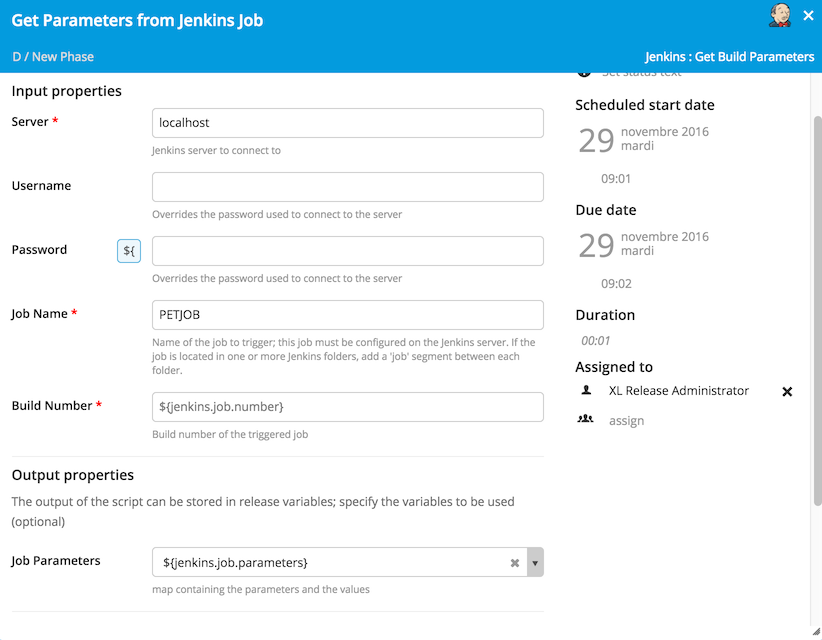 Get Parameters from Jenkins Job
D / New Phase
Jenkins : Get Build Parameters
Input properties
Server *
localhost
Jenkins server to connect to
Username
Overrides the password used to connect to the server
Password
${
Overrides the password used to connect to the server
Job Name *
PETJOB
Name of the job to trigger; this job must be configured on the Jenkins server. If the
job is located in one or more Jenkins folders, add a 'job' segment between each
folder.
Build Number *
${jenkins.job.number}
Build number of the triggered job
Output properties
The output of the script can be stored in release variables; specify the variables to be used
(optional)
Job Parameters
${jenkins.job.parameters}
map containing the parameters and the values
Set status text
Scheduled start date
29
novembre 2016
mardi
09:01
Due date
29
novembre 2016
mardi
09:02
Duration
00:01
Assigned to
XL Release Administrator
assign